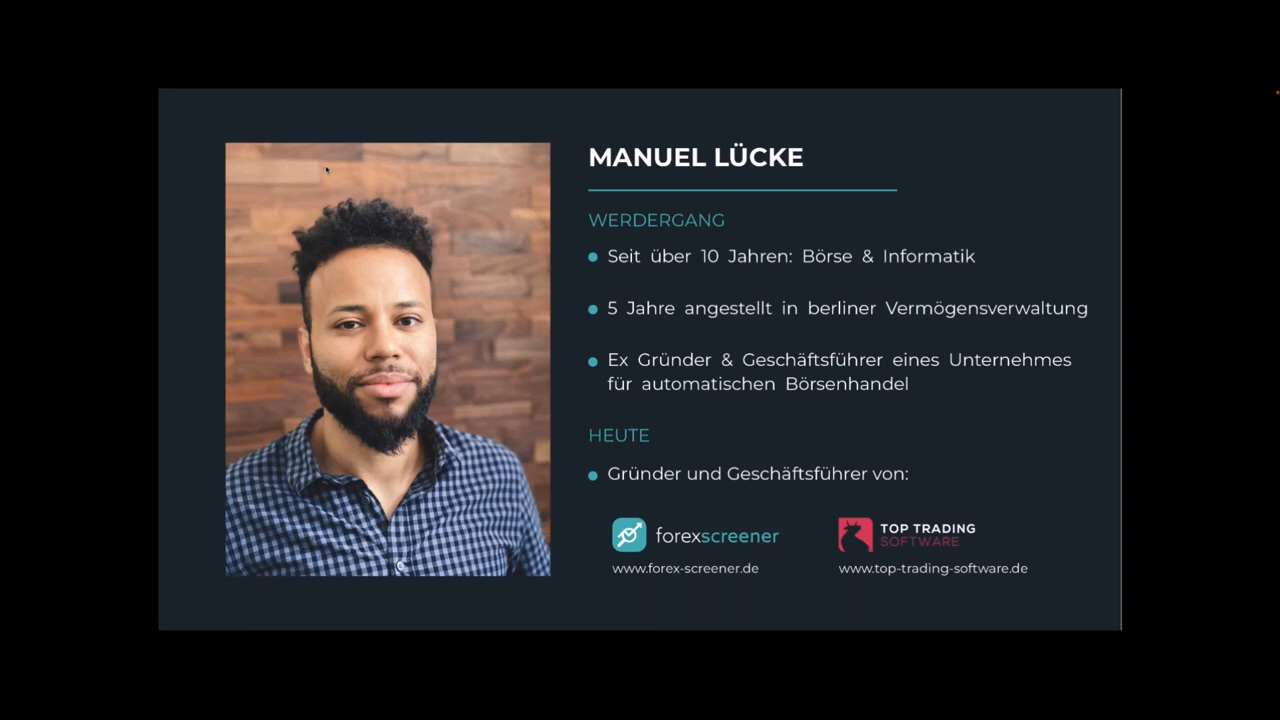 MANUEL LÜCKE
WERDERGANG
Seit über 10 Jahren: Börse & Informatik
5 Jahre angestellt in berliner Vermögensverwaltung
Ex Gründer & Geschäftsführer eines Unternehmes
für automatischen Börsenhandel
HEUTE
Gründer und Geschäftsführer von:
forexscreener
www.forex-screener.de
TOP TRADING
SOFTWARE
www.top-trading-software.de